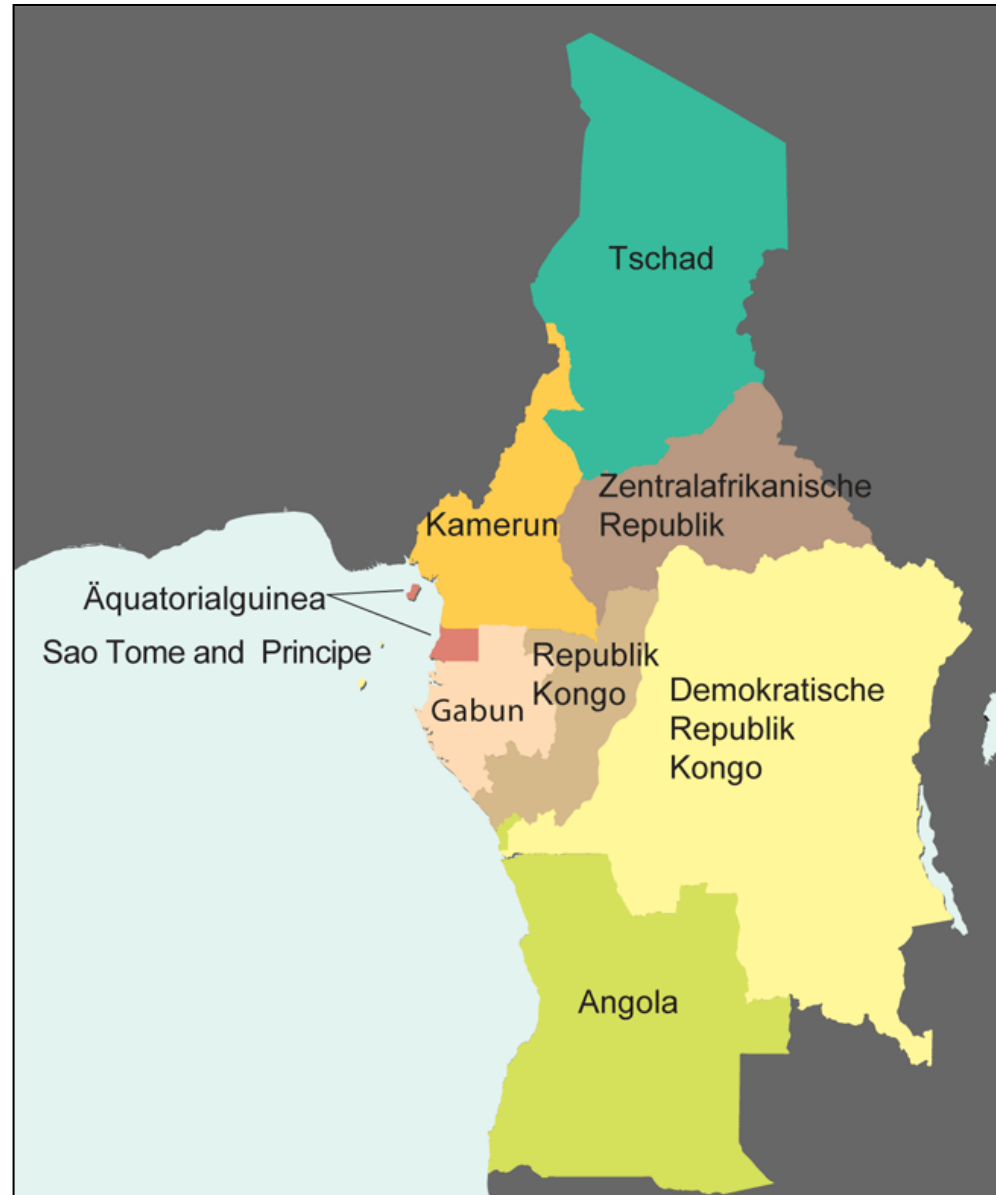 Tschad
Zentralafrikanische
Republik
Kamerun
Äquatorialguinea
Sao Tome and Principe
Republik
Kongo
Gabun
Demokratische
Republik
Kongo
Angola